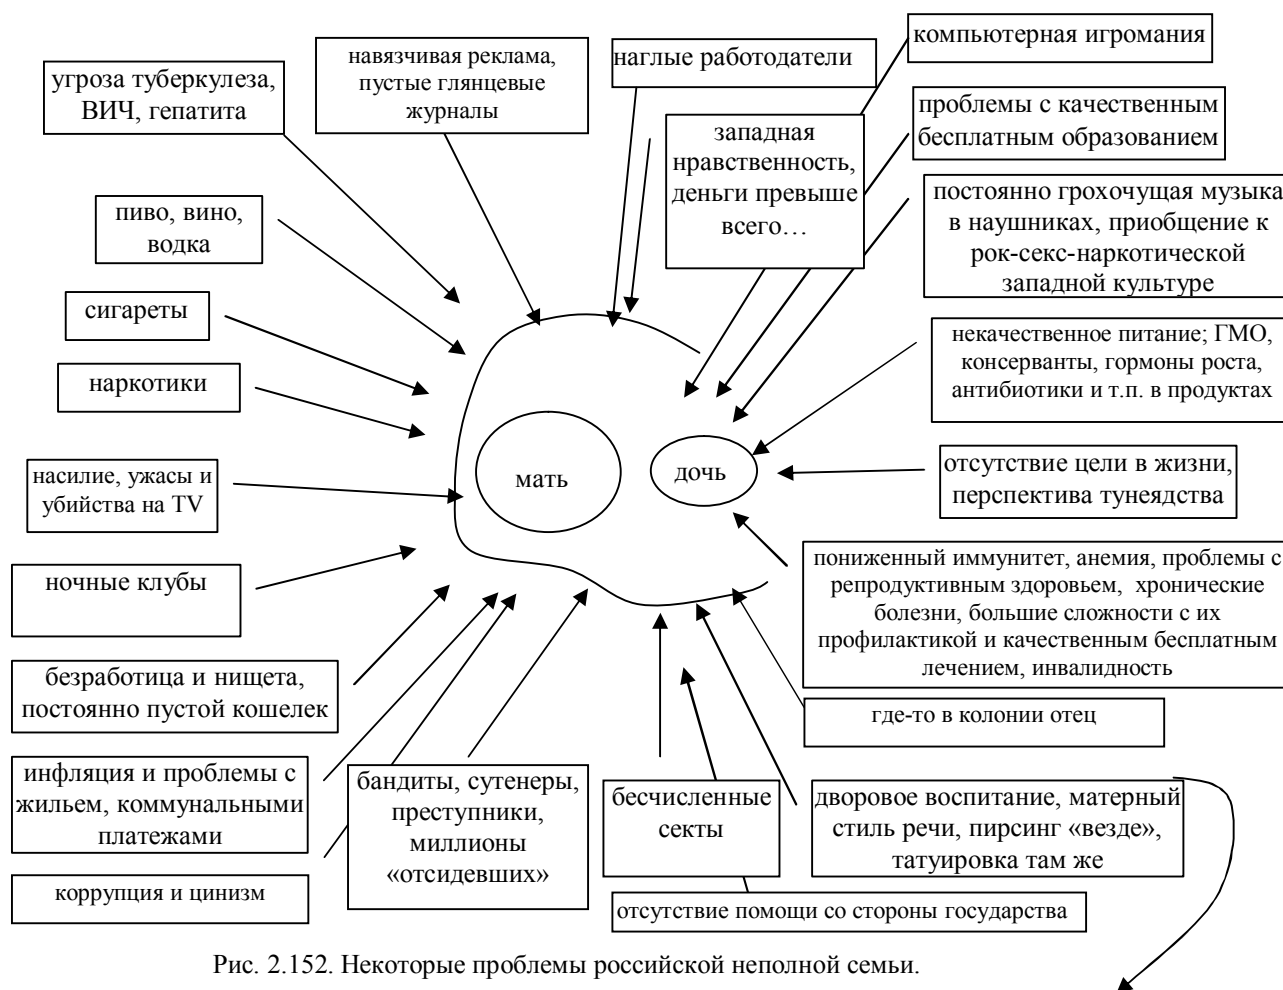 компьютерная игромания
навязчивая реклама,
пустые глянцевые
журналы
наглые работодатели
угроза туберкулеза,
ВИЧ, гепатита
проблемы с качественным
бесплатным образованием
западная
нравственность,
деньги превыше
всего…
постоянно грохочущая музыка
в наушниках, приобщение к
рок-секс-наркотической
западной культуре
пиво, вино,
водка
сигареты
некачественное питание; ГМО,
консерванты, гормоны роста,
антибиотики и т.п. в продуктах
наркотики
мать
дочь
отсутствие цели в жизни,
перспектива тунеядства
насилие, ужасы и
убийства на TV
ночные клубы
пониженный иммунитет, анемия, проблемы с
репродуктивным здоровьем, хронические
болезни, большие сложности с их
профилактикой и качественным бесплатным
лечением, инвалидность
безработица и нищета,
постоянно пустой кошелек
где-то в колонии отец
инфляция и проблемы с
жильем, коммунальными
платежами
бандиты, сутенеры,
преступники,
миллионы
«отсидевших»
бесчисленные
секты
дворовое воспитание, матерный
стиль речи, пирсинг «везде»,
татуировка там же
коррупция и цинизм
отсутствие помощи со стороны государства
Рис. 2.152. Некоторые проблемы российской неполной семьи.